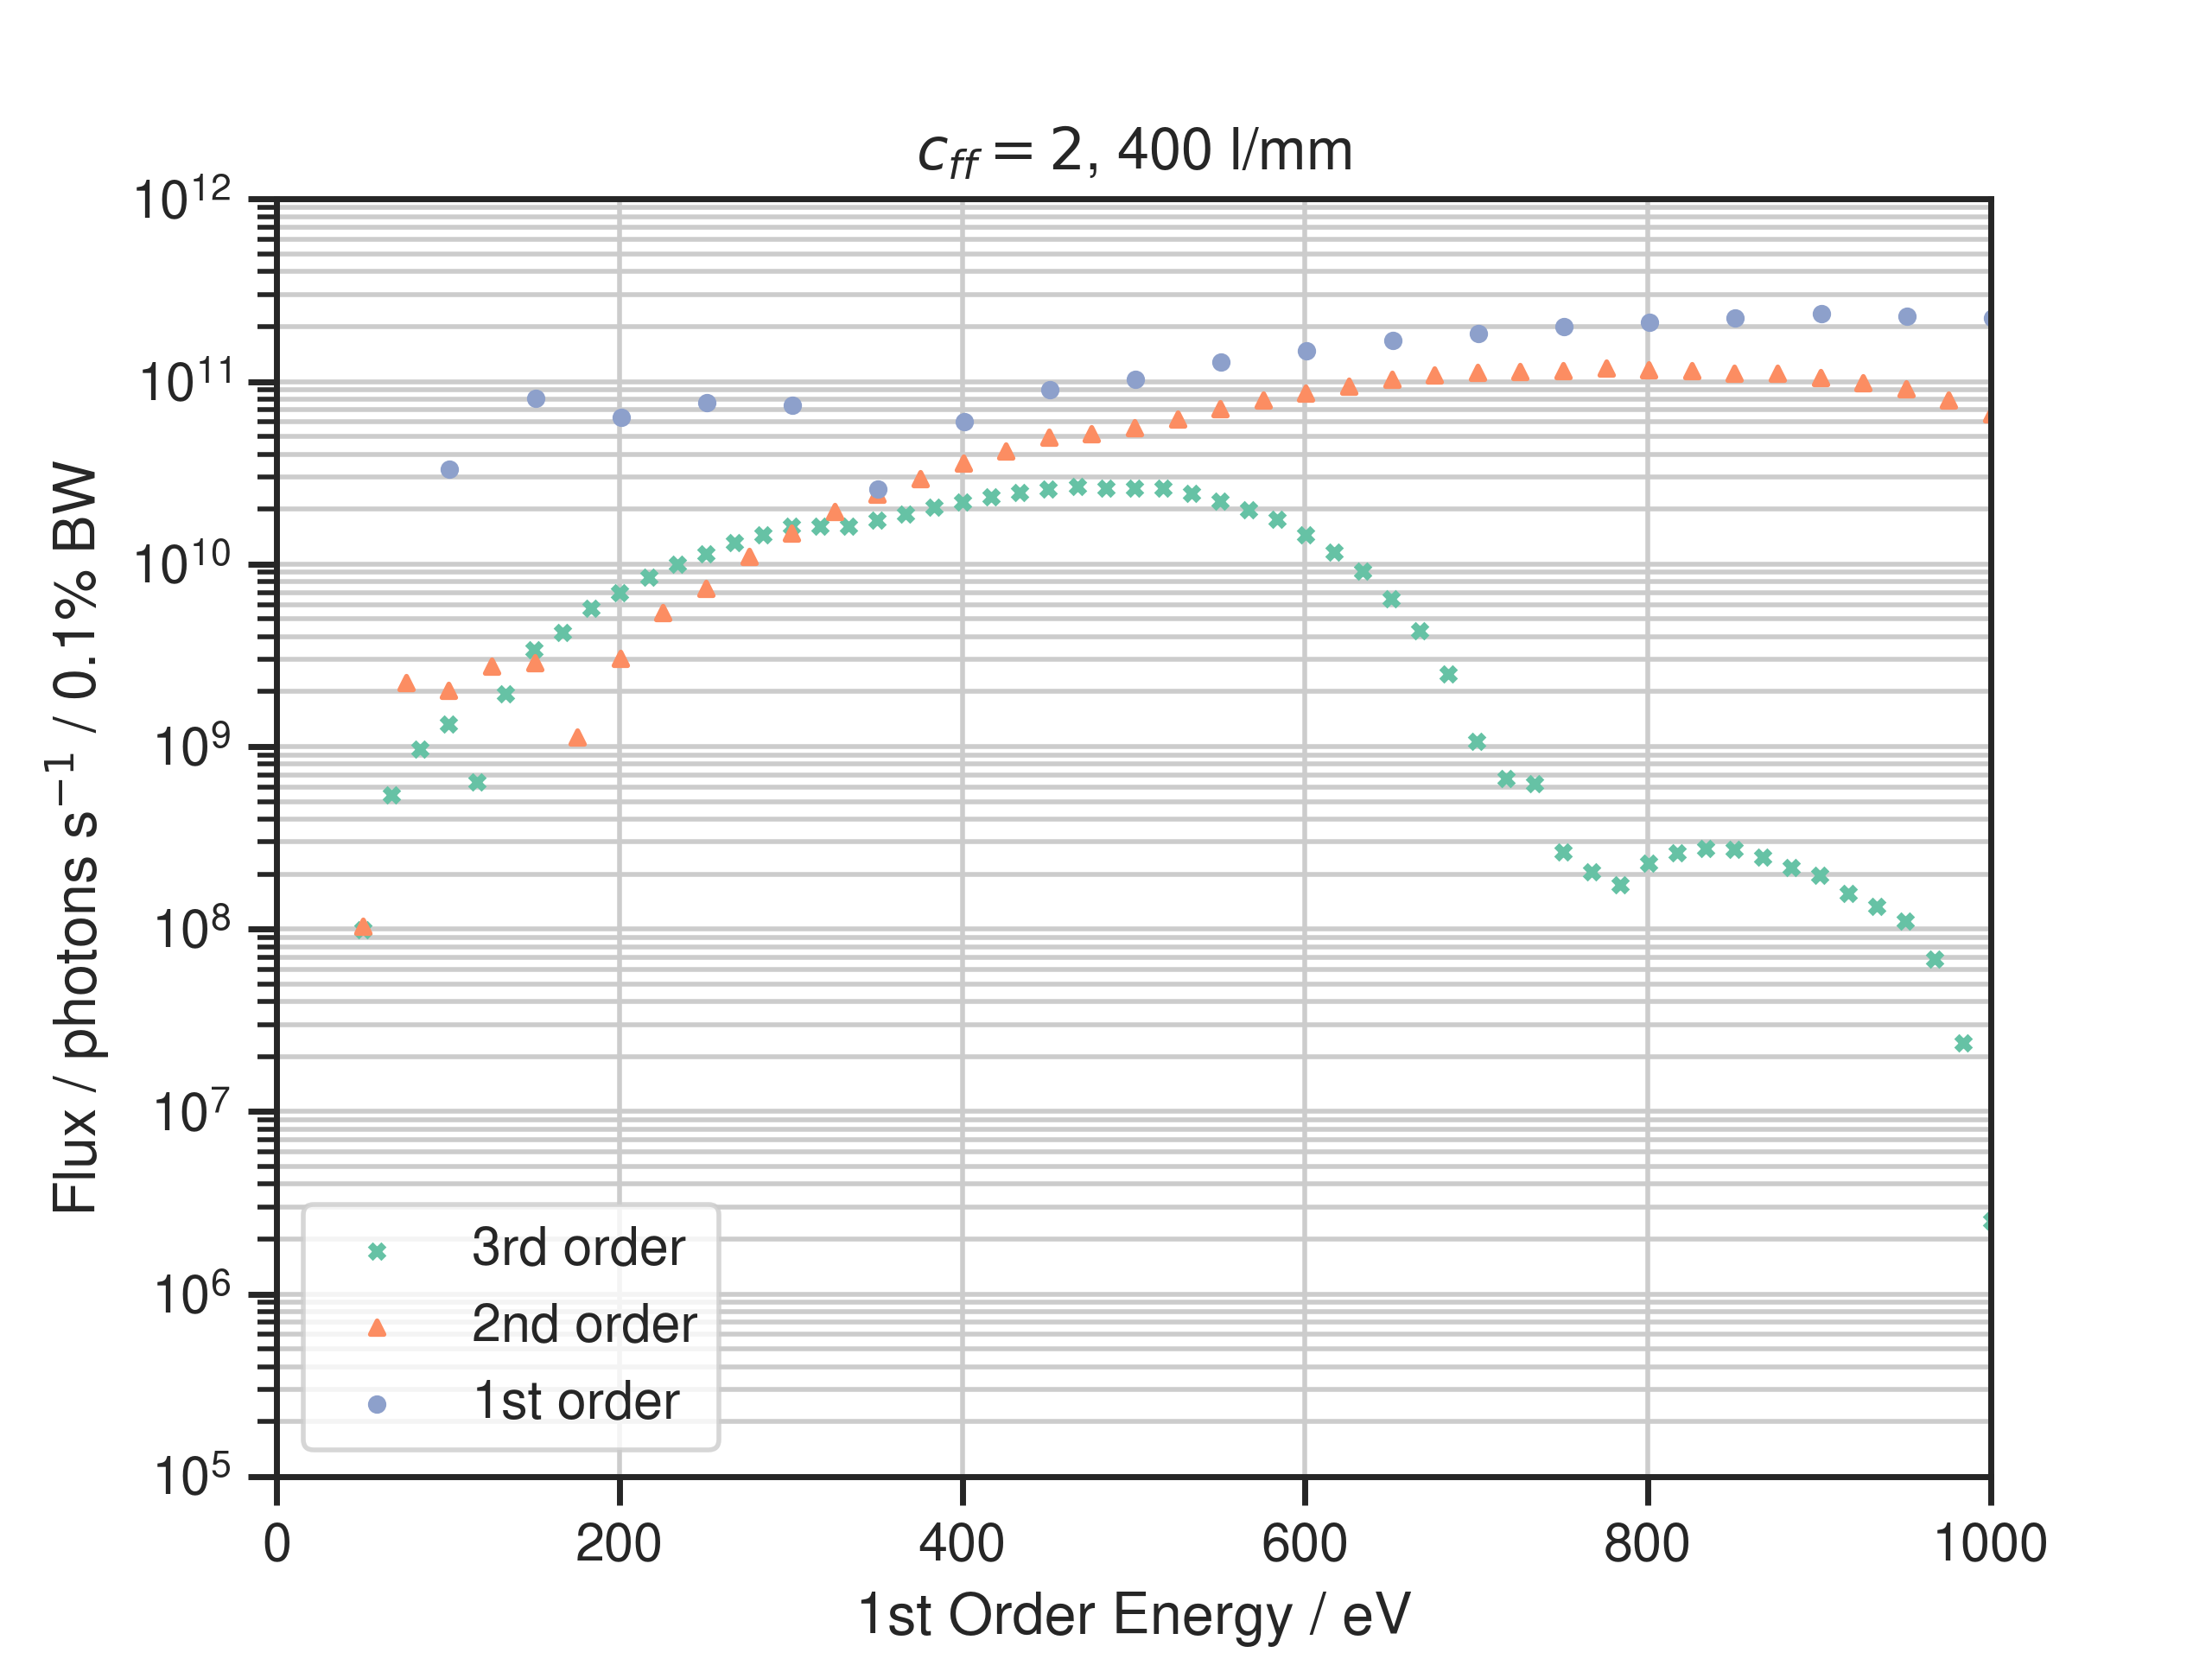 c_ff = 2, 400 l/mm
10^12
10^11
10^10
10^9
10^8
10^7
10^6
10^5
Flux / photons s^−1 / 0.1% BW
3rd order
2nd order
1st order
0 200 400 600 800 1000
1st Order Energy / eV